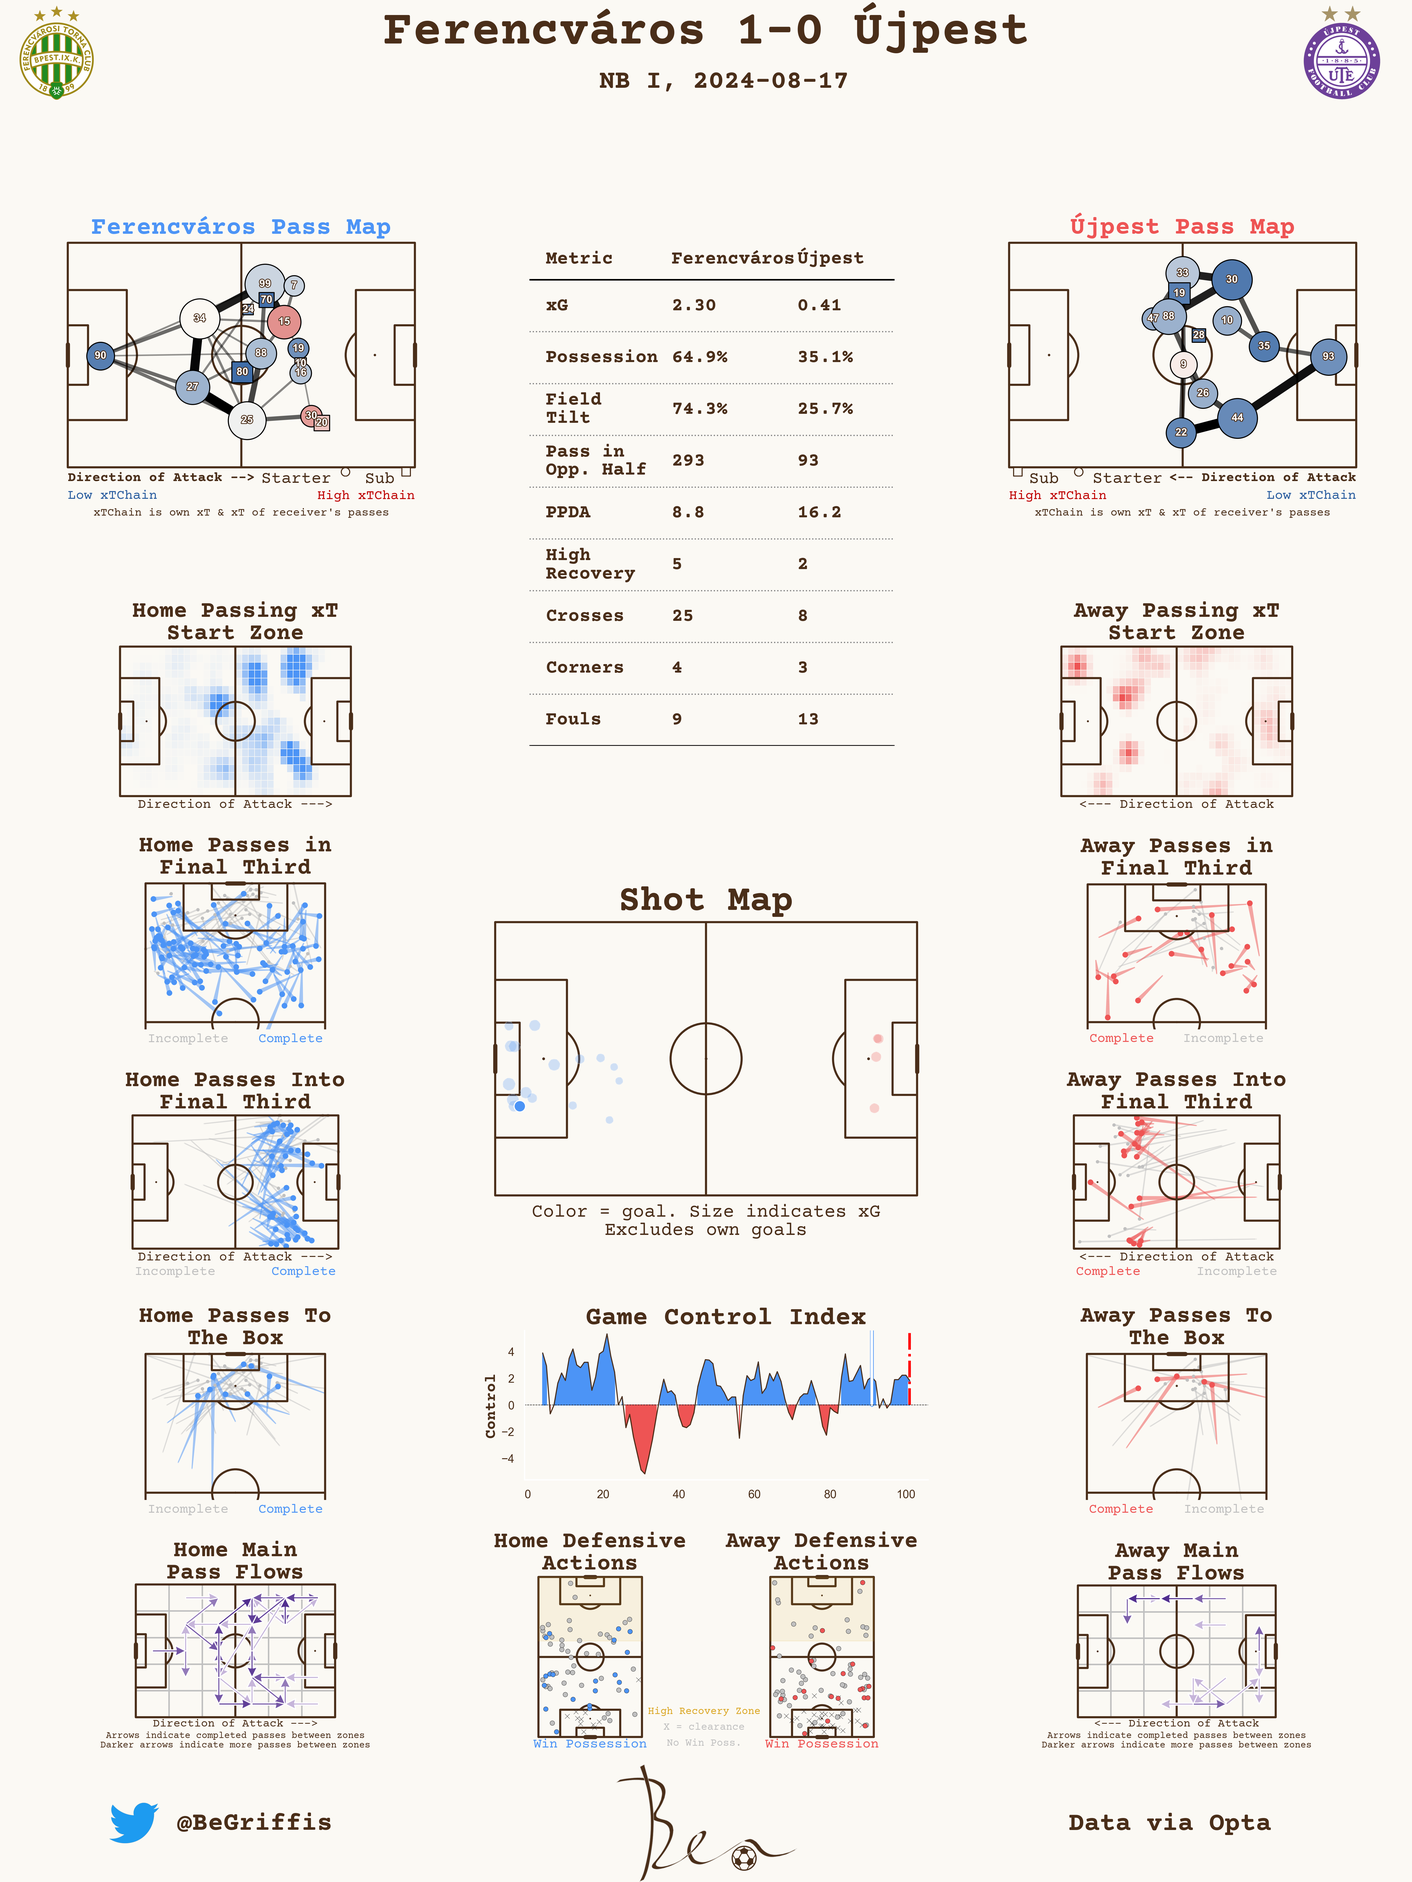 Ferencváros 1-0 Újpest
NB I, 2024-08-17
FERENCVÁROSI TORNA CLUB
BPEST.IX.K.
18 99
ÚJPEST
·1·8·8·5·
UTE
FOOTBALL CLUB
Ferencváros Pass Map
99
7
70
24
34
15
19
88
90
10
80
16
27
25
30
20
Direction of Attack --> Starter Sub
Low xTChain High xTChain
xTChain is own xT & xT of receiver's passes
Metric Ferencváros Újpest
xG 2.30 0.41
Possession 64.9% 35.1%
Field
Tilt 74.3% 25.7%
Pass in
Opp. Half 293 93
PPDA 8.8 16.2
High
Recovery 5 2
Crosses 25 8
Corners 4 3
Fouls 9 13
Újpest Pass Map
33
30
19
47
88
10
28
35
93
9
26
44
22
Sub Starter <-- Direction of Attack
High xTChain Low xTChain
xTChain is own xT & xT of receiver's passes
Home Passing xT
Start Zone
Direction of Attack --->
Away Passing xT
Start Zone
<--- Direction of Attack
Home Passes in
Final Third
Incomplete Complete
Away Passes in
Final Third
Complete Incomplete
Shot Map
Color = goal. Size indicates xG
Excludes own goals
Home Passes Into
Final Third
Direction of Attack --->
Incomplete Complete
Away Passes Into
Final Third
<--- Direction of Attack
Complete Incomplete
Home Passes To
The Box
Incomplete Complete
Game Control Index
Control
4
2
0
−2
−4
0 20 40 60 80 100
Away Passes To
The Box
Complete Incomplete
Home Main
Pass Flows
Direction of Attack --->
Arrows indicate completed passes between zones
Darker arrows indicate more passes between zones
Home Defensive
Actions
Win Possession
Away Defensive
Actions
Win Possession
High Recovery Zone
X = clearance
No Win Poss.
Away Main
Pass Flows
<--- Direction of Attack
Arrows indicate completed passes between zones
Darker arrows indicate more passes between zones
@BeGriffis
Ben
Data via Opta